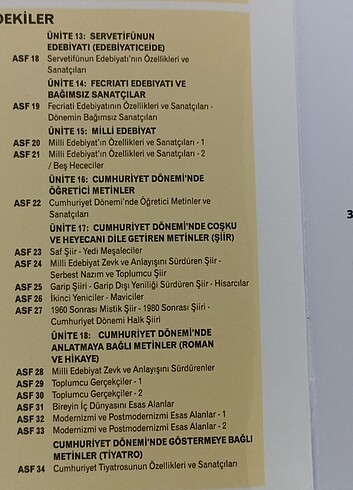 DEKİLER
ÜNİTE 13: SERVETİFÜNUN
EDEBİYATI (EDEBİYATICEİDE)
ASF 18 Servetifünun Edebiyatı'nın Özellikleri ve
Sanatçıları
ÜNİTE 14: FECRIATI EDEBIYATI VE
BAĞIMSIZ SANATÇILAR
ASF 19 Fecriati Edebiyatının Özellikleri ve Sanatçıları -
Dönemin Bağımsız Sanatçıları
ÜNİTE 15: MİLLİ EDEBİYAT
ASF 20 Milli Edebiyat'ın Özellikleri ve Sanatçıları - 1
ASF 21 Milli Edebiyat'ın Özellikleri ve Sanatçıları - 2
/ Beş Hececiler
ÜNİTE 16: CUMHURİYET DÖNEMİ'NDE
ÖĞRETİCİ METİNLER
ASF 22 Cumhuriyet Dönemi'nde Öğretici Metinler ve
Sanatçıları
ÜNİTE 17: CUMHURİYET DÖNEMİ'NDE COŞKU
VE HEYECANI DİLE GETİREN METİNLER (ŞİİR)
ASF 23 Saf Şiir - Yedi Meşaleciler
ASF 24 Milli Edebiyat Zevk ve Anlayışını Sürdüren Şiir -
Serbest Nazım ve Toplumcu Şiir
ASF 25 Garip Şiiri - Garip Dışı Yeniliği Sürdüren Şiir - Hisarcılar
ASF 26 İkinci Yeniciler - Maviciler
ASF 27 1960 Sonrası Mistik Şiir - 1980 Sonrası Şiiri -
Cumhuriyet Dönemi Halk Şiiri
ÜNİTE 18: CUMHURİYET DÖNEMİ'NDE
ANLATMAYA BAĞLI METİNLER (ROMAN
VE HİKAYE)
ASF 28 Milli Edebiyat Zevk ve Anlayışını Sürdürenler
ASF 29 Toplumcu Gerçekçiler - 1
ASF 30 Toplumcu Gerçekçiler - 2
ASF 31 Bireyin İç Dünyasını Esas Alanlar
ASF 32 Modernizmi ve Postmodernizmi Esas Alanlar - 1
ASF 33 Modernizmi ve Postmodernizmi Esas Alanlar - 2
CUMHURİYET DÖNEMİ'NDE GÖSTERMEYE BAĞLI
METİNLER (TİYATRO)
ASF 34 Cumhuriyet Tiyatrosunun Özellikleri ve Sanatçıları
3